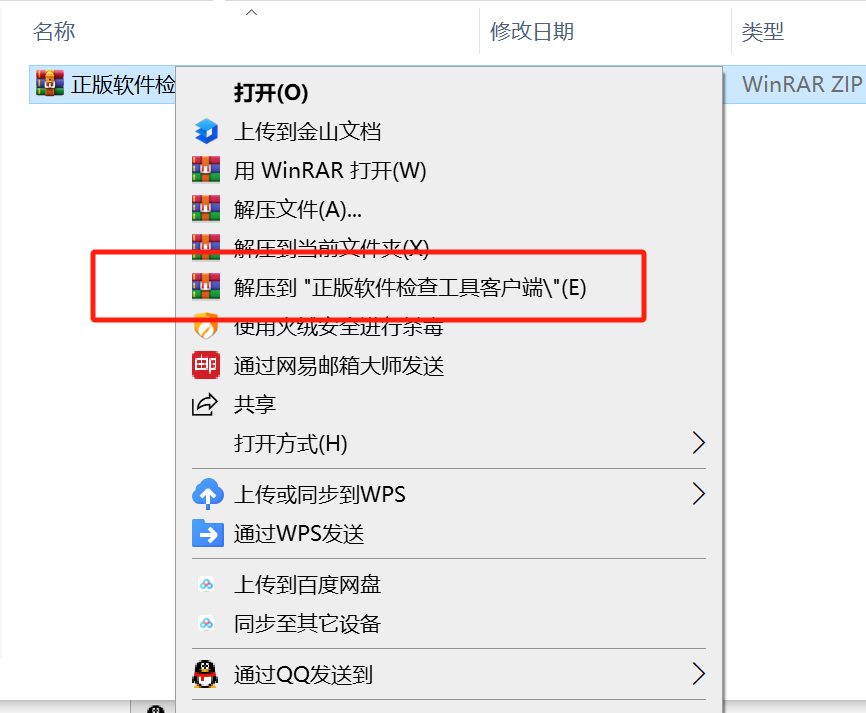 名称 修改日期 类型
正版软件检 WinRAR ZIP
打开(O)
上传到金山文档
用 WinRAR 打开(W)
解压文件(A)...
解压到当前文件夹(X)
解压到 "正版软件检查工具客户端\"(E)
使用火绒安全进行杀毒
邮 通过网易邮箱大师发送
共享
打开方式(H)
上传或同步到WPS
通过WPS发送
上传到百度网盘
同步至其它设备
通过QQ发送到